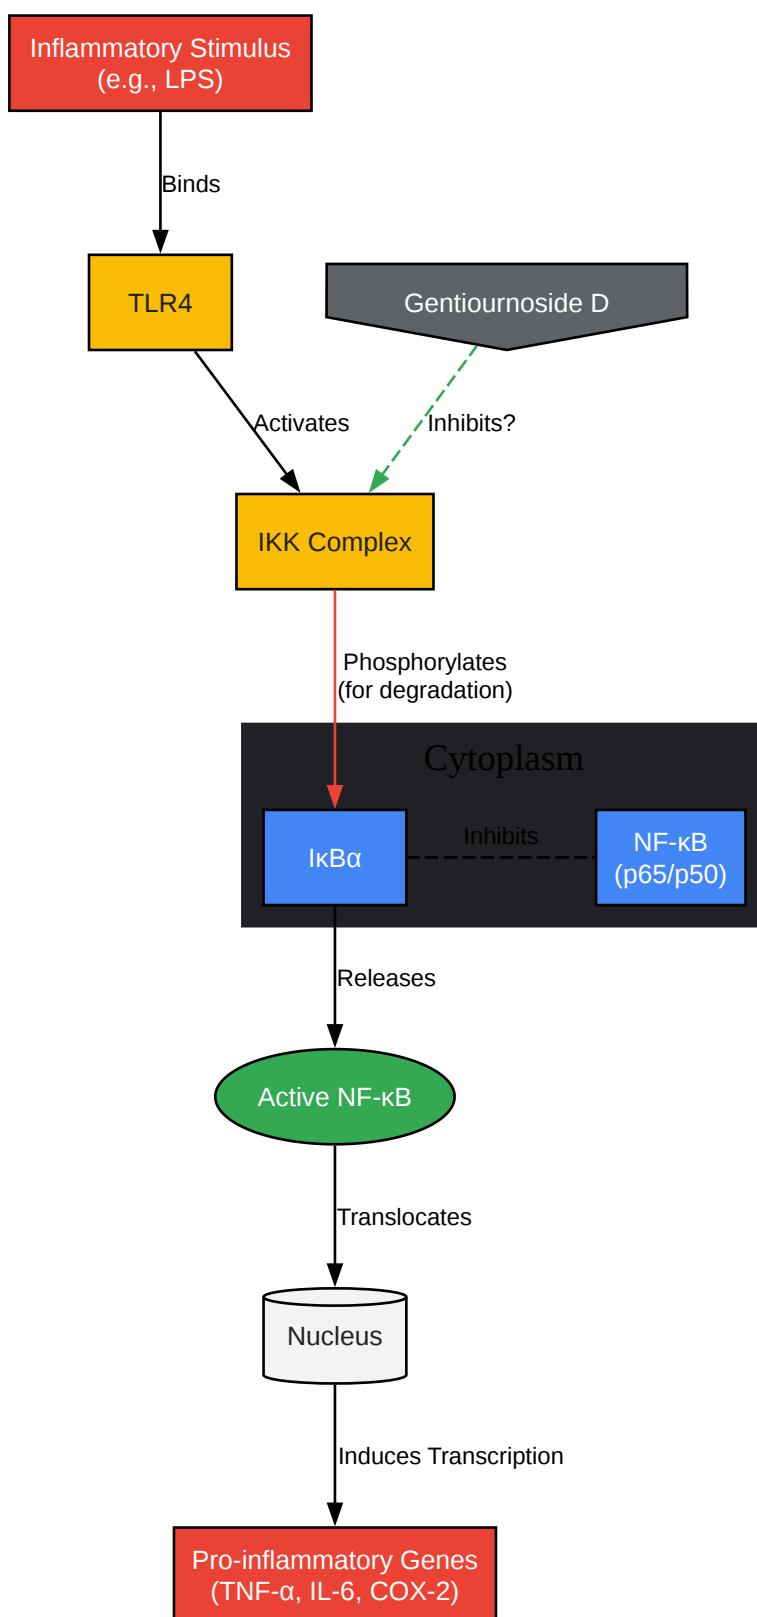 Inflammatory Stimulus
(e.g., LPS)
Binds
TLR4
Gentiournoside D
Activates
Inhibits?
IKK Complex
Phosphorylates
(for degradation)
Cytoplasm
IκBα
Inhibits
NF-κB
(p65/p50)
Releases
Active NF-κB
Translocates
Nucleus
Induces Transcription
Pro-inflammatory Genes
(TNF-α, IL-6, COX-2)